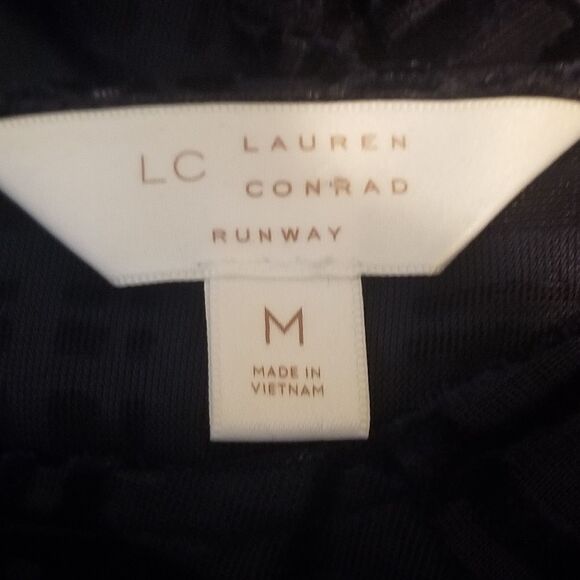 LC LAUREN
CONRAD
RUNWAY
M
MADE IN
VIETNAM